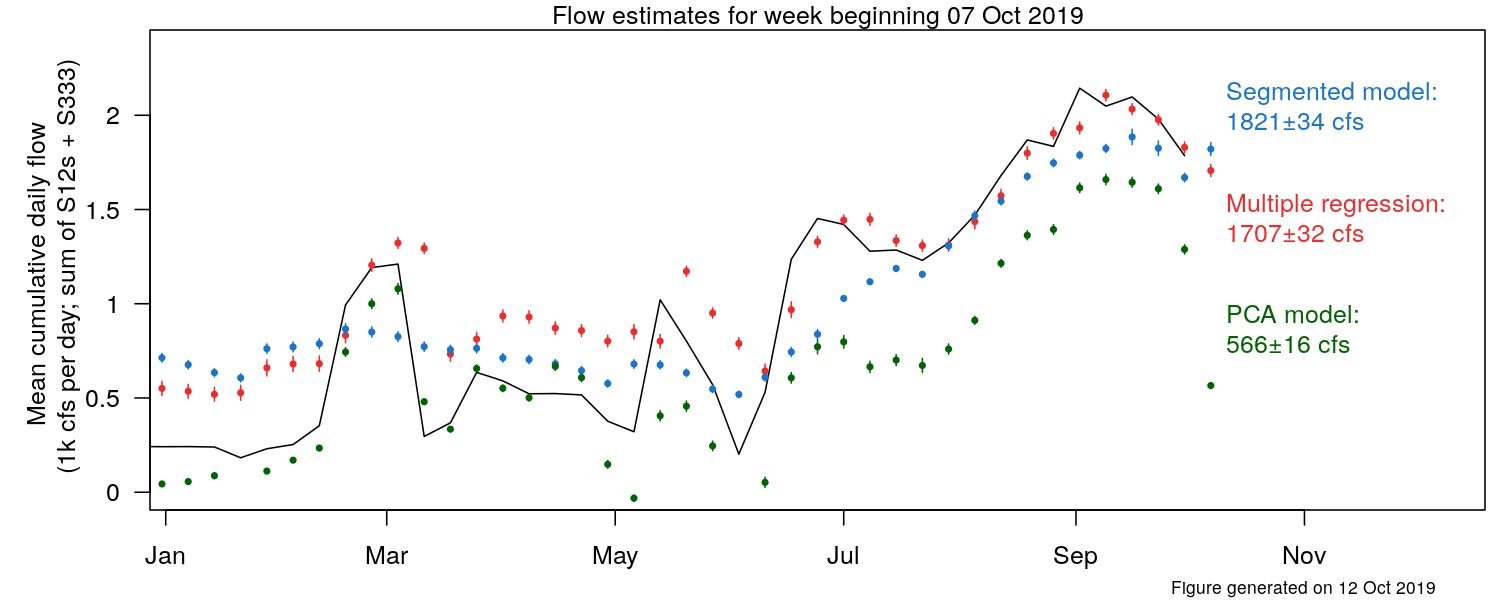 Flow estimates for week beginning 07 Oct 2019
Mean cumulative daily flow
(1k cfs per day; sum of S12s + S333)
2
1.5
1
0.5
0
Segmented model:
1821±34 cfs
Multiple regression:
1707±32 cfs
PCA model:
566±16 cfs
Jan Mar May Jul Sep Nov
FIgure generated on 12 Oct 2019